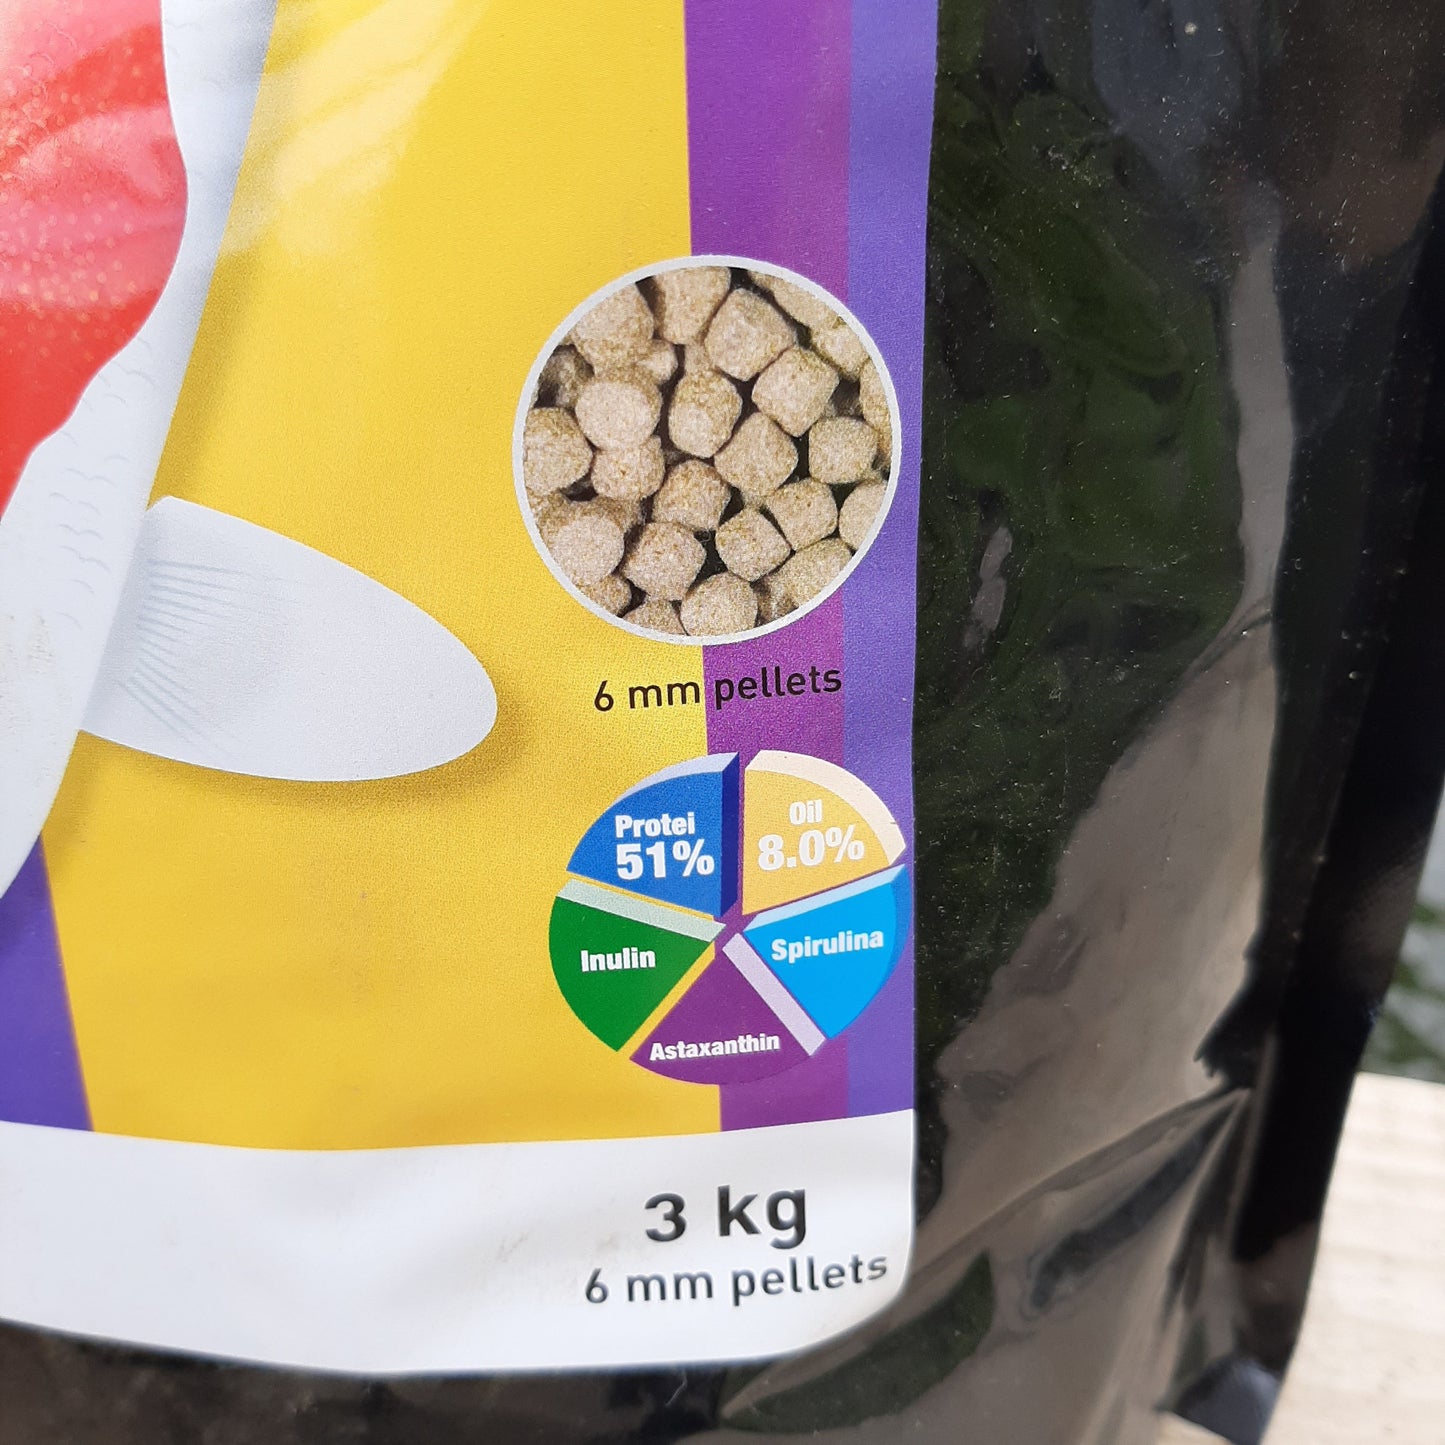 6 mm pellets
Protei
51%
Oil
8.0%
Inulin
Spirulina
Astaxanthin
3 kg
6 mm pellets